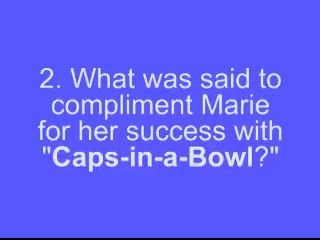 2. What was said to
compliment Marie
for her success with
"Caps-in-a-Bowl?"